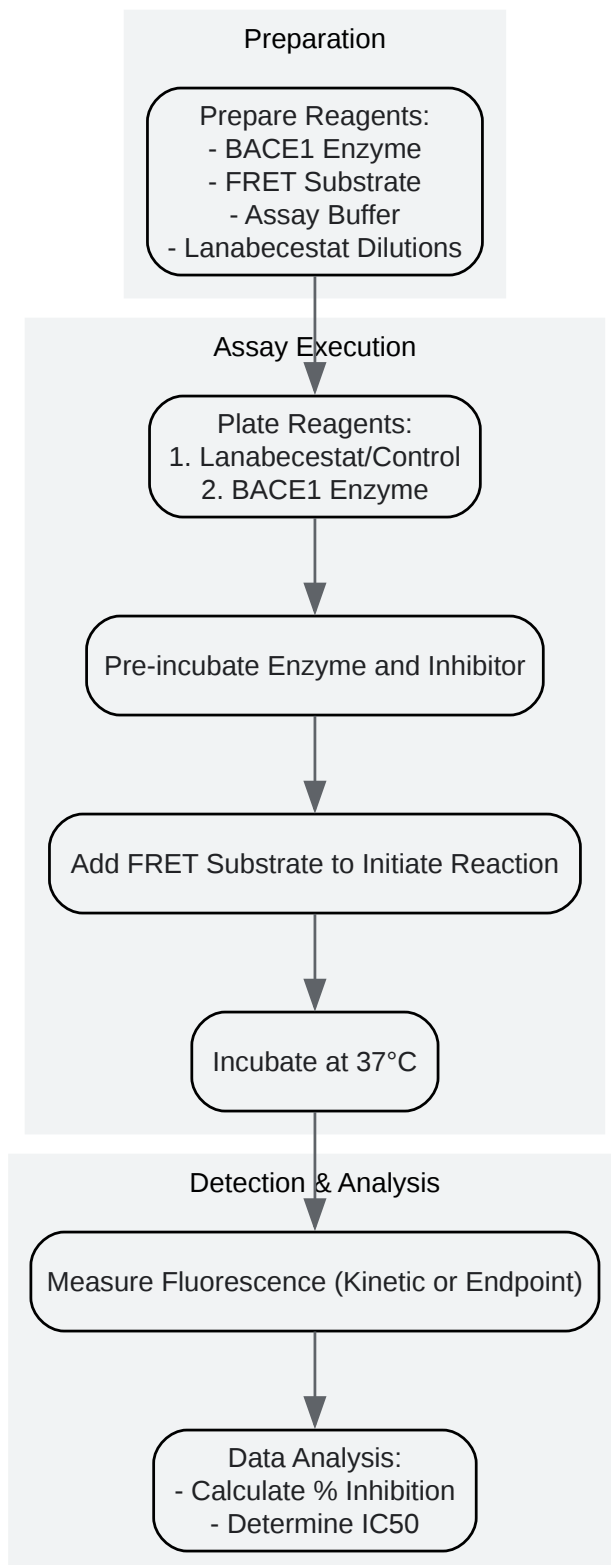 Preparation
Prepare Reagents:
- BACE1 Enzyme
- FRET Substrate
- Assay Buffer
- Lanabecestat Dilutions
Assay Execution
Plate Reagents:
1. Lanabecestat/Control
2. BACE1 Enzyme
Pre-incubate Enzyme and Inhibitor
Add FRET Substrate to Initiate Reaction
Incubate at 37°C
Detection & Analysis
Measure Fluorescence (Kinetic or Endpoint)
Data Analysis:
- Calculate % Inhibition
- Determine IC50